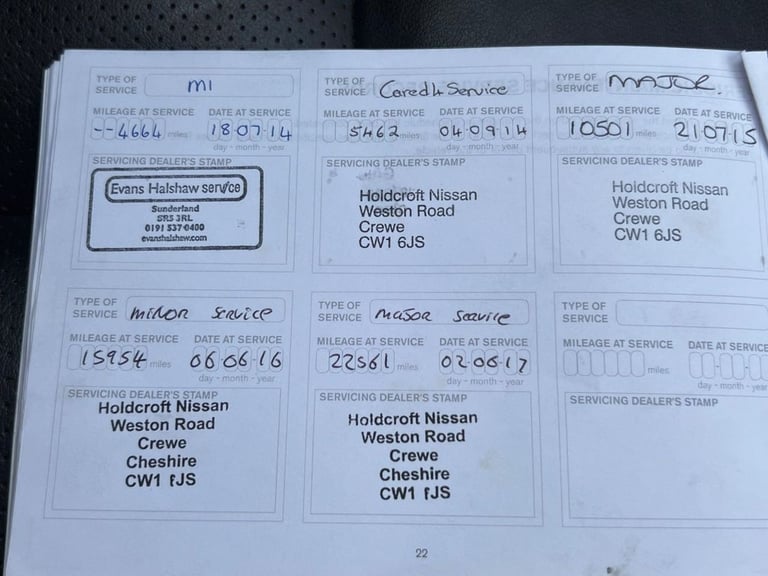 TYPE OF SERVICE MI
MILEAGE AT SERVICE DATE AT SERVICE
--4664 miles 18-07-14
day - month - year
SERVICING DEALER'S STAMP
Evans Halshaw service
Sunderland
SR5 3RL
0191 537 0400
evanshalshaw.com
TYPE OF SERVICE Cared4 Service
MILEAGE AT SERVICE DATE AT SERVICE
5462 miles 04-09-14
day - month - year
SERVICING DEALER'S STAMP
Holdcroft Nissan
Weston Road
Crewe
CW1 6JS
TYPE OF SERVICE MAJOR.
MILEAGE AT SERVICE DATE AT SERVICE
10501 miles 21-07-15
day - month - year
SERVICING DEALER'S STAMP
Holdcroft Nissan
Weston Road
Crewe
CW1 6JS
TYPE OF SERVICE MINOR SERVICE
MILEAGE AT SERVICE DATE AT SERVICE
15954 miles 06-06-16
day - month - year
SERVICING DEALER'S STAMP
Holdcroft Nissan
Weston Road
Crewe
Cheshire
CW1 JS
TYPE OF SERVICE MAJOR SERVICE
MILEAGE AT SERVICE DATE AT SERVICE
22561 miles 02-06-17
day - month - year
SERVICING DEALER'S STAMP
Holdcroft Nissan
Weston Road
Crewe
Cheshire
CW1 JS
TYPE OF SERVICE
MILEAGE AT SERVICE DATE AT SERVICE
miles
day - month - year
SERVICING DEALER'S STAMP
22